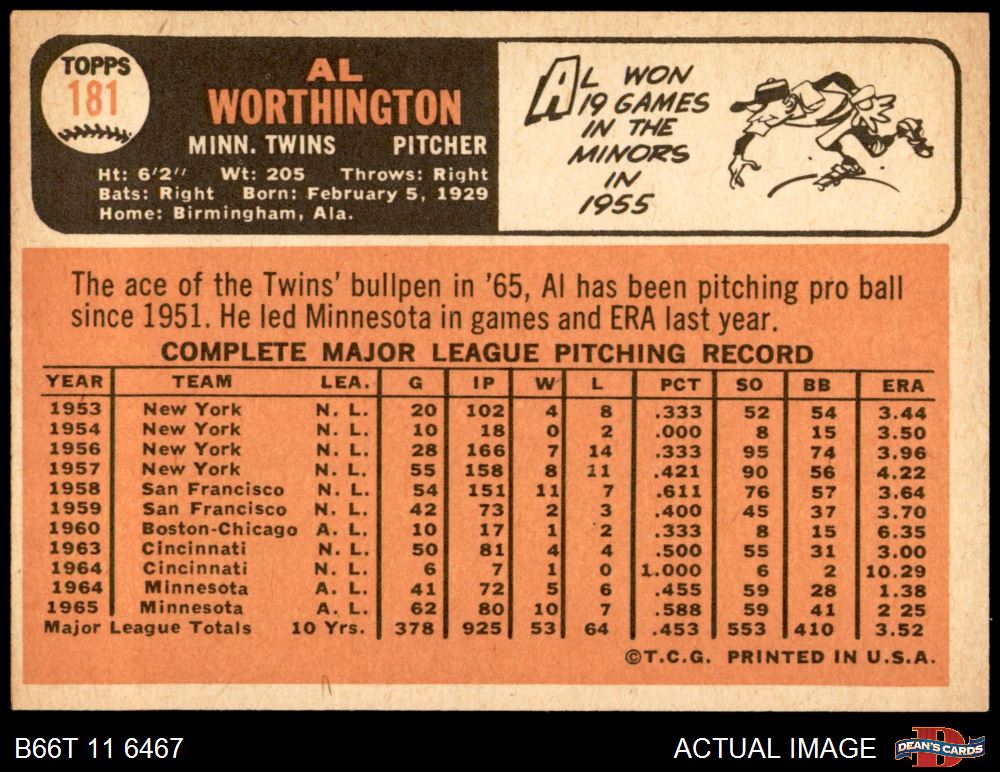 TOPPS
181
AL
WORTHINGTON
MINN. TWINS PITCHER
Ht: 6'2" Wt: 205 Throws: Right
Bats: Right Born: February 5, 1929
Home: Birmingham, Ala.
AL WON
19 GAMES
IN THE
MINORS
IN
1955
The ace of the Twins' bullpen in '65, Al has been pitching pro ball
since 1951. He led Minnesota in games and ERA last year.
COMPLETE MAJOR LEAGUE PITCHING RECORD
YEAR TEAM LEA. G IP W L PCT SO BB ERA
1953 New York N. L. 20 102 4 8 .333 52 54 3.44
1954 New York N. L. 10 18 0 2 .000 8 15 3.50
1956 New York N. L. 28 166 7 14 .333 95 74 3.96
1957 New York N. L. 55 158 8 11 .421 90 56 4.22
1958 San Francisco N. L. 54 151 11 7 .611 76 57 3.64
1959 San Francisco N. L. 42 73 2 3 .400 45 37 3.70
1960 Boston-Chicago A. L. 10 17 1 2 .333 8 15 6.35
1963 Cincinnati N. L. 50 81 4 4 .500 55 31 3.00
1964 Cincinnati N. L. 6 7 1 0 1.000 6 2 10.29
1964 Minnesota A. L. 41 72 5 6 .455 59 28 1.38
1965 Minnesota A. L. 62 80 10 7 .588 59 41 2 25
Major League Totals 10 Yrs. 378 925 53 64 .453 553 410 3.52
©T.C.G. PRINTED IN U.S.A.
B66T 11 6467 ACTUAL IMAGE DEAN'S CARDS